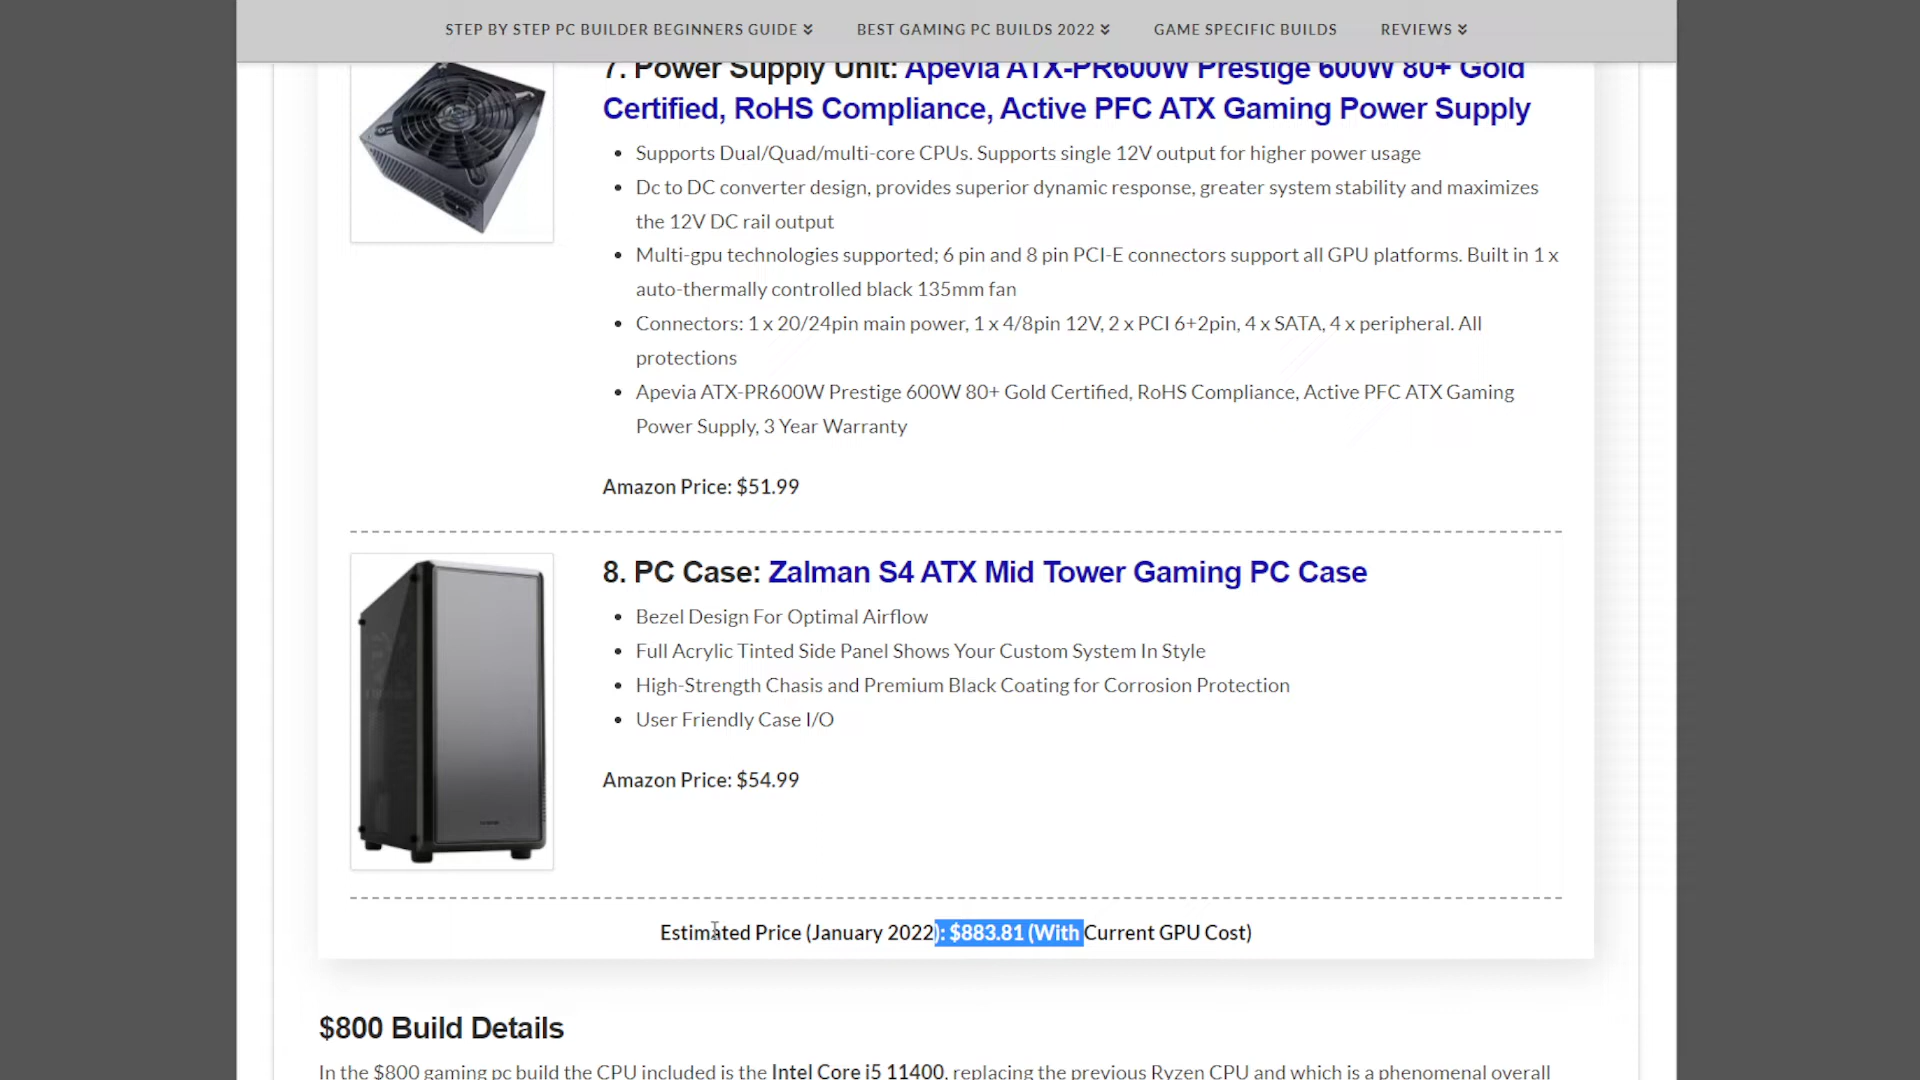 STEP BY STEP PC BUILDER BEGINNERS GUIDE
BEST GAMING PC BUILDS 2022
GAME SPECIFIC BUILDS
REVIEWS
7. Power Supply Unit: Apevia ATX-PR600W Prestige 600W 80+ Gold
Certified, RoHS Compliance, Active PFC ATX Gaming Power Supply
• Supports Dual/Quad/multi-core CPUs. Supports single 12V output for higher power usage
• Dc to DC converter design, provides superior dynamic response, greater system stability and maximizes
the 12V DC rail output
• Multi-gpu technologies supported; 6 pin and 8 pin PCI-E connectors support all GPU platforms. Built in 1 x
auto-thermally controlled black 135mm fan
• Connectors: 1 x 20/24pin main power, 1 x 4/8pin 12V, 2 x PCI 6+2pin, 4 x SATA, 4 x peripheral. All
protections
• Apevia ATX-PR600W Prestige 600W 80+ Gold Certified, RoHS Compliance, Active PFC ATX Gaming
Power Supply, 3 Year Warranty
Amazon Price: $51.99
8. PC Case: Zalman S4 ATX Mid Tower Gaming PC Case
• Bezel Design For Optimal Airflow
• Full Acrylic Tinted Side Panel Shows Your Custom System In Style
• High-Strength Chasis and Premium Black Coating for Corrosion Protection
• User Friendly Case I/O
Amazon Price: $54.99
Estimated Price (January 2022): $883.81 (With Current GPU Cost)
$800 Build Details
In the $800 gaming pc build the CPU included is the Intel Core i5 11400, replacing the previous Ryzen CPU and which is a phenomenal overall